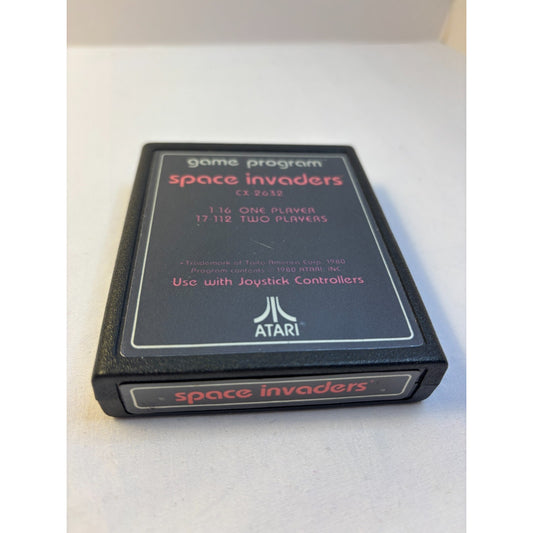 game program™
space invaders
CX 2632
1-16 ONE PLAYER
17-112 TWO PLAYERS
* Trademark of Taito America Corp. 1980
Program contents 1980 ATARI, INC
Use with Joystick Controllers
ATARI®
space invaders*